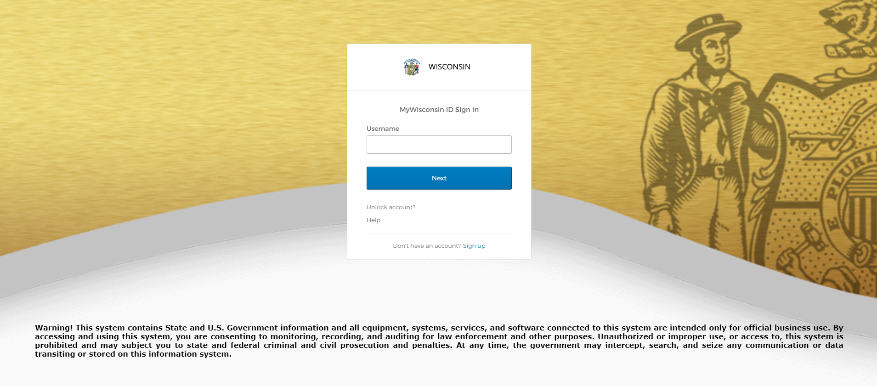 WISCONSIN
MyWisconsin ID Sign In
Username
Next
Unlock account?
Help
Don't have an account? Sign up
E PLURI
Warning! This system contains State and U.S. Government information and all equipment, systems, services, and software connected to this system are intended only for official business use. By
accessing and using this system, you are consenting to monitoring, recording, and auditing for law enforcement and other purposes. Unauthorized or improper use, or access to, this system is
prohibited and may subject you to state and federal criminal and civil prosecution and penalties. At any time, the government may intercept, search, and seize any communication or data
transiting or stored on this information system.